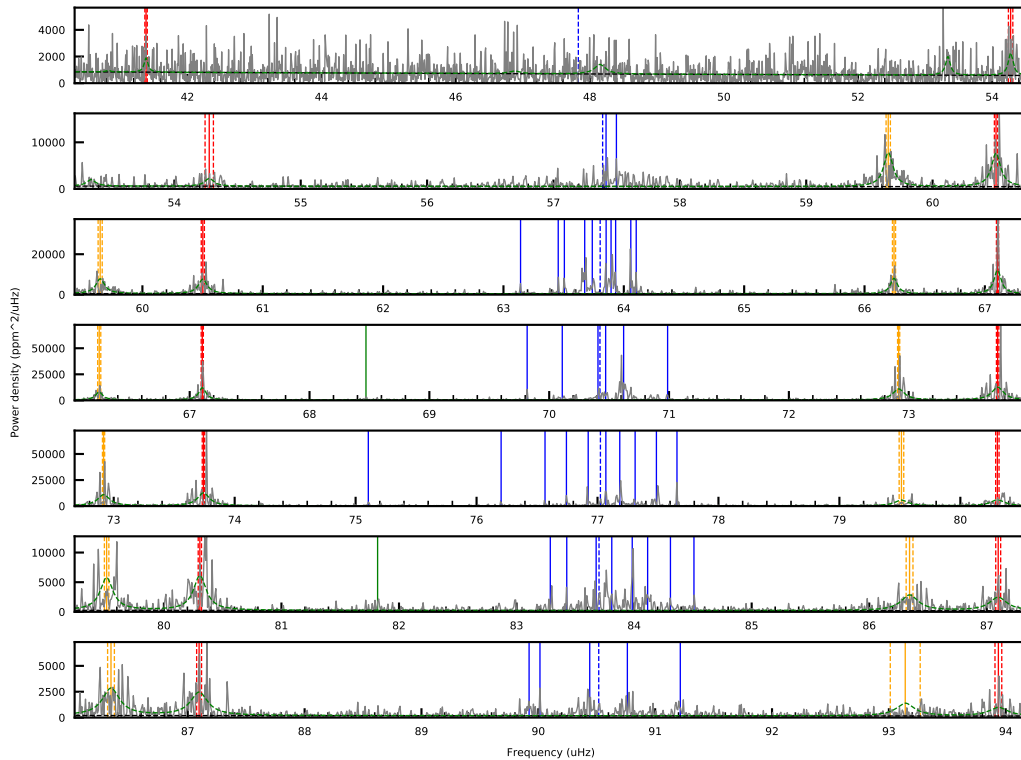 4000
2000
0
42 44 46 48 50 52 54
10000
0
54 55 56 57 58 59 60
20000
0
60 61 62 63 64 65 66 67
50000
25000
0
67 68 69 70 71 72 73
50000
25000
0
73 74 75 76 77 78 79 80
10000
5000
0
80 81 82 83 84 85 86 87
5000
2500
0
87 88 89 90 91 92 93 94
Power density (ppm^2/uHz)
Frequency (uHz)